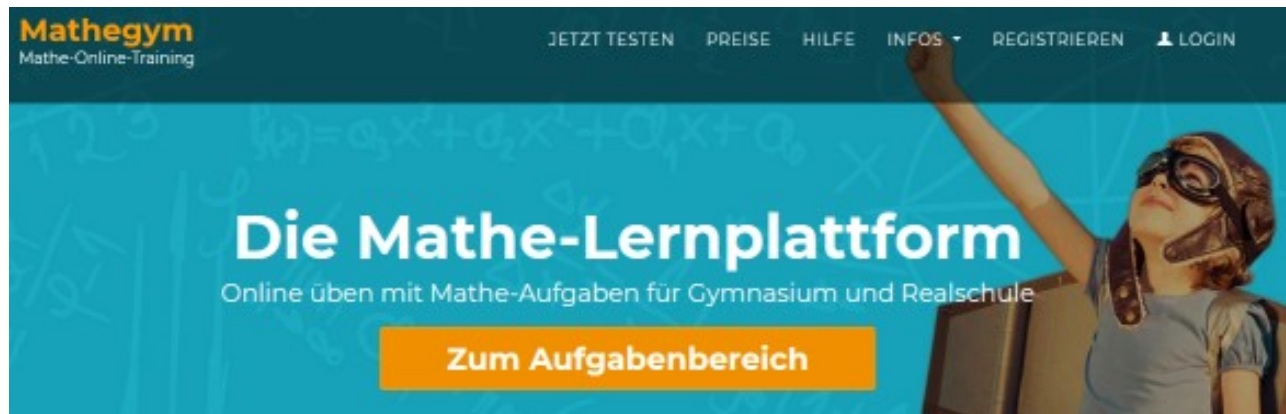 Mathegym
Mathe-Online-Training
JETZT TESTEN PREISE HILFE INFOS REGISTRIEREN LOGIN
Die Mathe-Lernplattform
Online üben mit Mathe-Aufgaben für Gymnasium und Realschule
Zum Aufgabenbereich